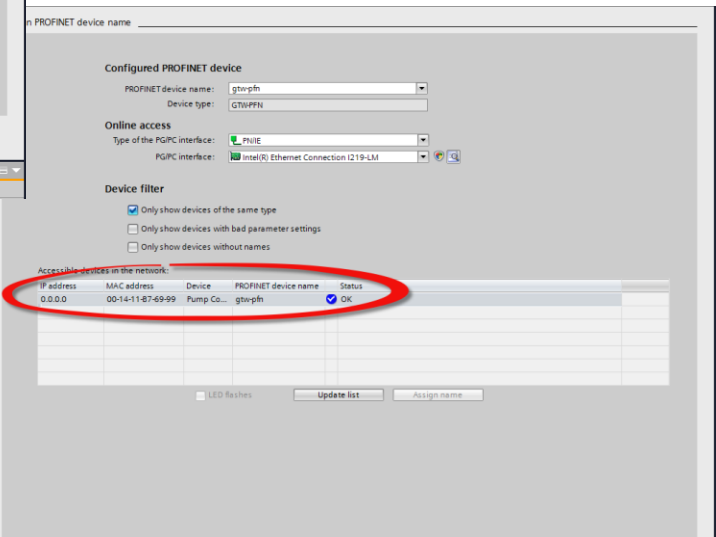 n PROFINET device name
Configured PROFINET device
PROFINET device name: gtw-pfn
Device type: GTW-PFN
Online access
Type of the PG/PC interface: PN/IE
PG/PC interface: Intel(R) Ethernet Connection I219-LM
Device filter
Only show devices of the same type
Only show devices with bad parameter settings
Only show devices without names
Accessible devices in the network:
IP address MAC address Device PROFINET device name Status
0.0.0.0 00-14-11-B7-69-99 Pump Co... gtw-pfn OK
LED flashes Update list Assign name